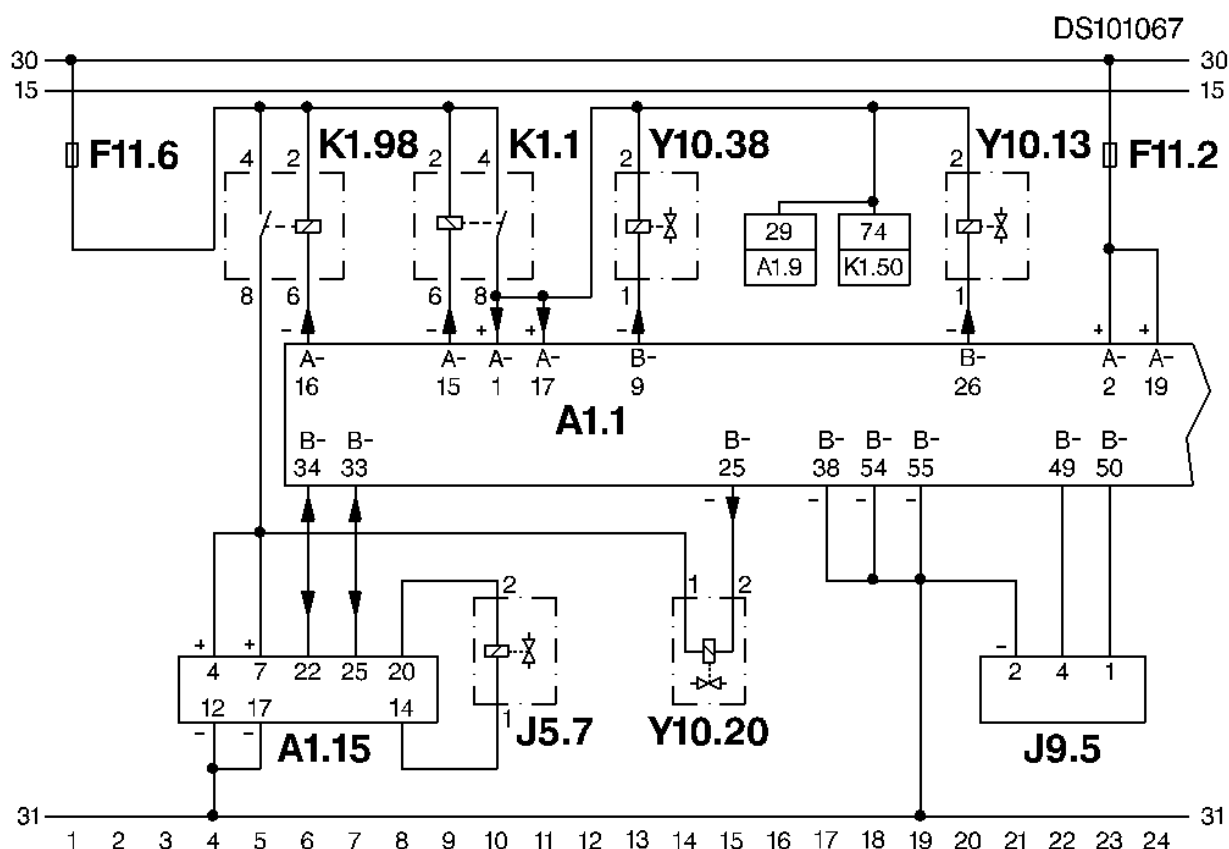 DS101067
30 30
15 15
F11.6 4 2 K1.98 2 4 K1.1 2 Y10.38 2 Y10.13 F11.2
29 74
A1.9 K1.50
8 6 6 8 1 1
- - + + - - + +
A- A- A- A- B- B- A- A-
16 15 1 17 9 26 2 19
A1.1
B- B- B- B- B- B- B- B-
34 33 25 38 54 55 49 50
- - - -
2 1 2
+ + -
4 7 22 25 20 2 4 1
12 17 14 1
- -
A1.15 J5.7 Y10.20 J9.5
31 31
1 2 3 4 5 6 7 8 9 10 11 12 13 14 15 16 17 18 19 20 21 22 23 24